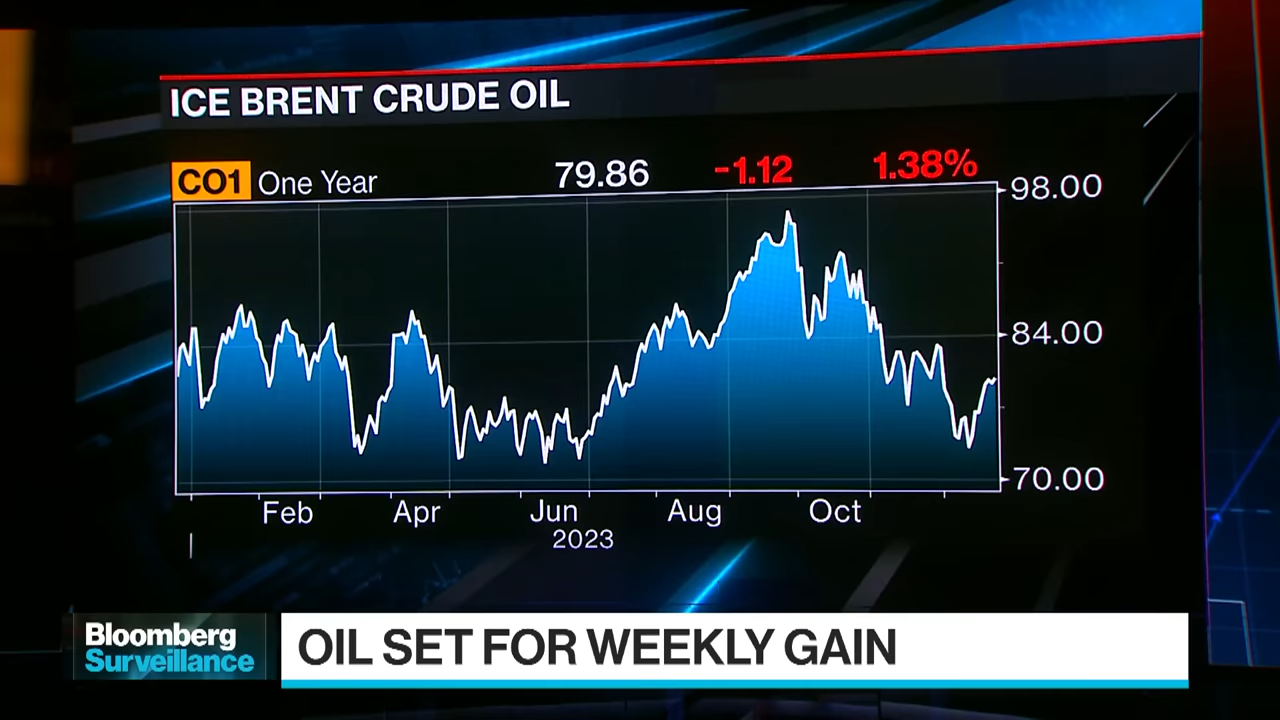 ICE BRENT CRUDE OIL
CO1 One Year 79.86 -1.12 1.38%
98.00
84.00
70.00
Feb Apr Jun Aug Oct
2023
Bloomberg
Surveillance
OIL SET FOR WEEKLY GAIN